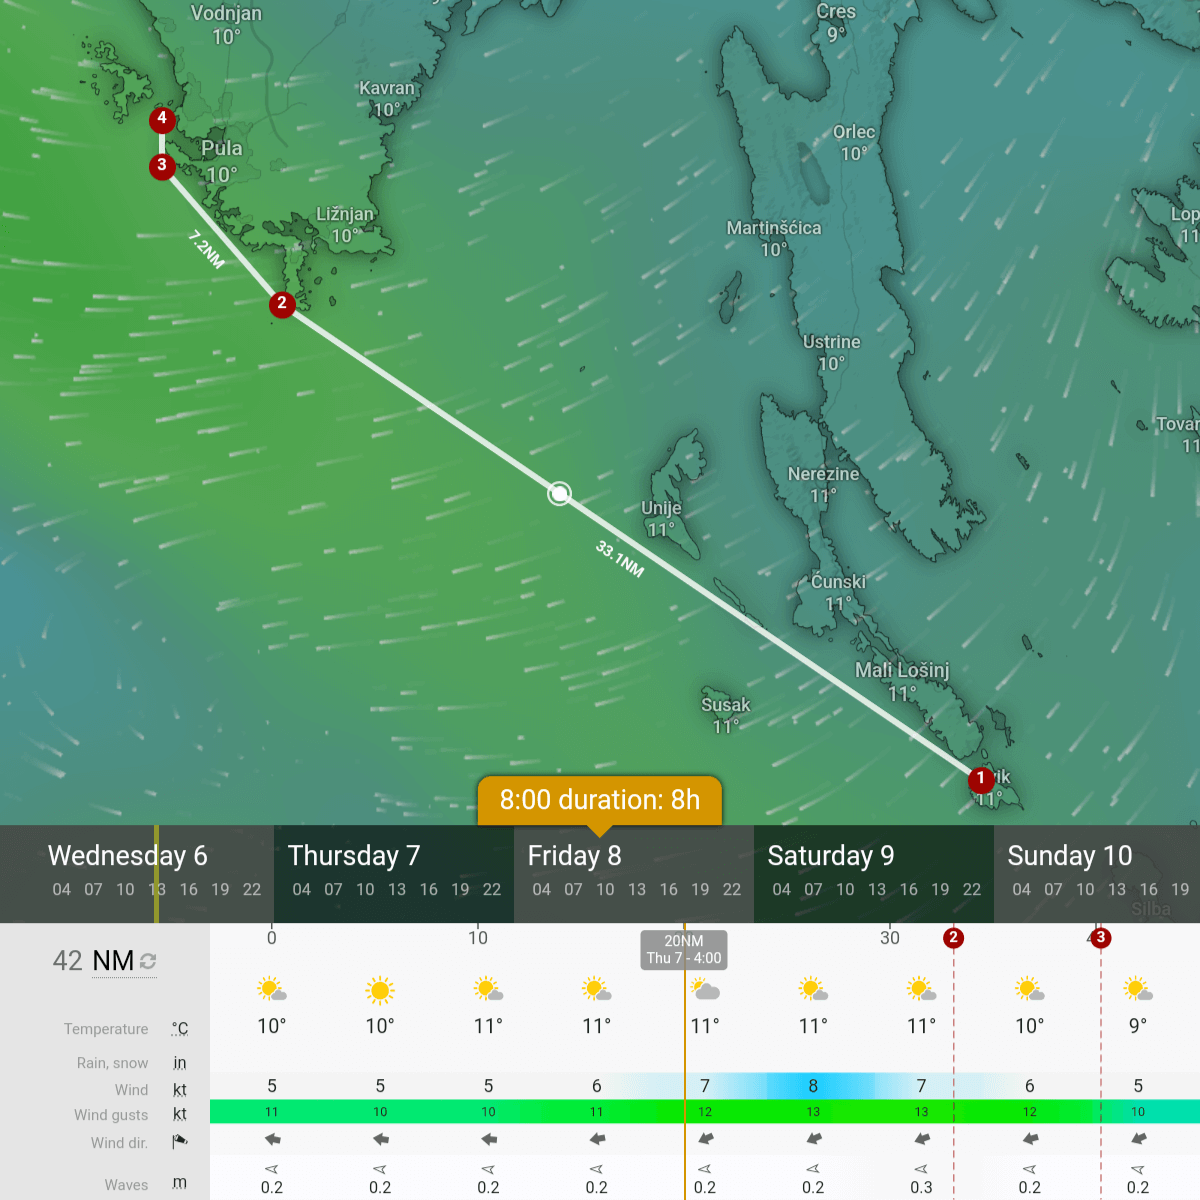 Vodnjan
10°
Cres
9°
Kavran
10°
4
Orlec
10°
Pula
10°
3
Ližnjan
10°
Martinšćica
10°
Lop
11
7.2NM
2
Ustrine
10°
Tovar
11
Nerezine
11°
Unije
11°
33.1NM
Ćunski
11°
Mali Lošinj
11°
Susak
11°
1
ik
11°
8:00 duration: 8h
Wednesday 6 Thursday 7 Friday 8 Saturday 9 Sunday 10
04 07 10 13 16 19 22 04 07 10 13 16 19 22 04 07 10 13 16 19 22 04 07 10 13 16 19 22 04 07 10 13 16 19
Silba
0 10 20NM 30 2 4 3
Thu 7 - 4:00
42 NM
Temperature °C 10° 10° 11° 11° 11° 11° 11° 10° 9°
Rain, snow in
Wind kt 5 5 5 6 7 8 7 6 5
Wind gusts kt 11 10 10 11 12 13 13 12 10
Wind dir.
Waves m 0.2 0.2 0.2 0.2 0.2 0.2 0.3 0.2 0.2